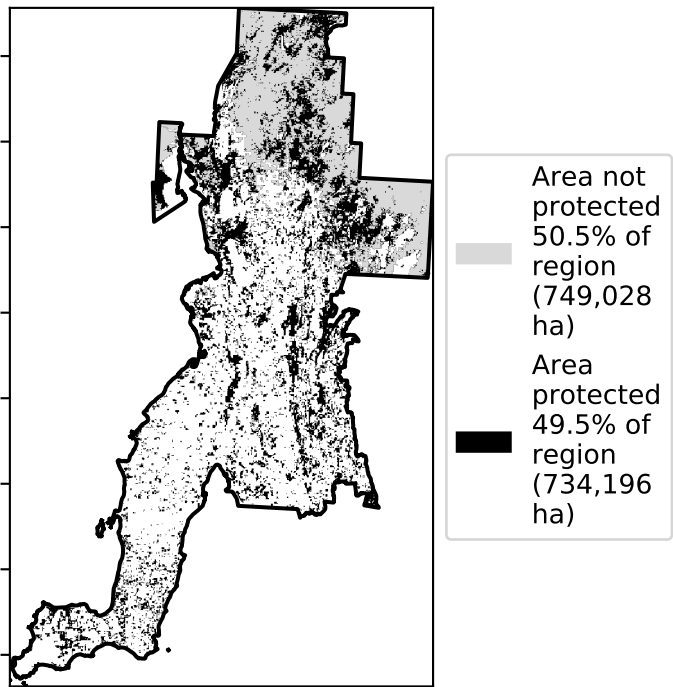 Area not
protected
50.5% of
region
(749,028
ha)
Area
protected
49.5% of
region
(734,196
ha)